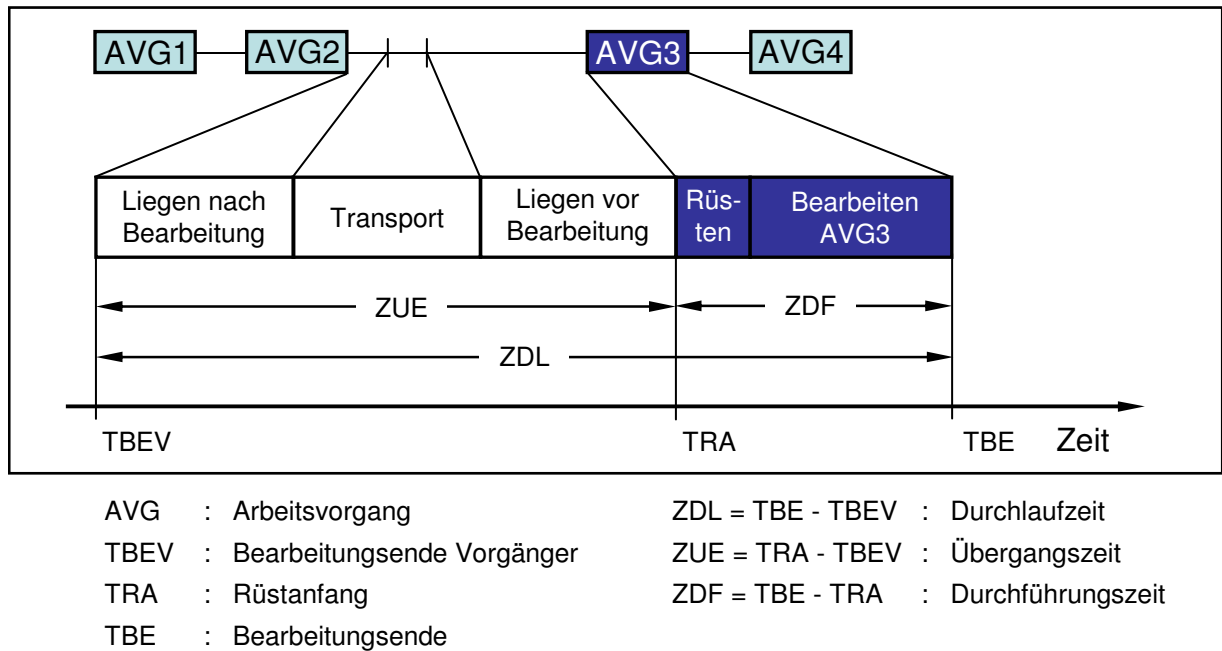 AVG1 AVG2 AVG3 AVG4
Liegen nach
Bearbeitung
Transport
Liegen vor
Bearbeitung
Rüs-
ten
Bearbeiten
AVG3
ZUE ZDF
ZDL
TBEV TRA TBE Zeit
AVG : Arbeitsvorgang
TBEV : Bearbeitungsende Vorgänger
TRA : Rüstanfang
TBE : Bearbeitungsende
ZDL = TBE - TBEV : Durchlaufzeit
ZUE = TRA - TBEV : Übergangszeit
ZDF = TBE - TRA : Durchführungszeit